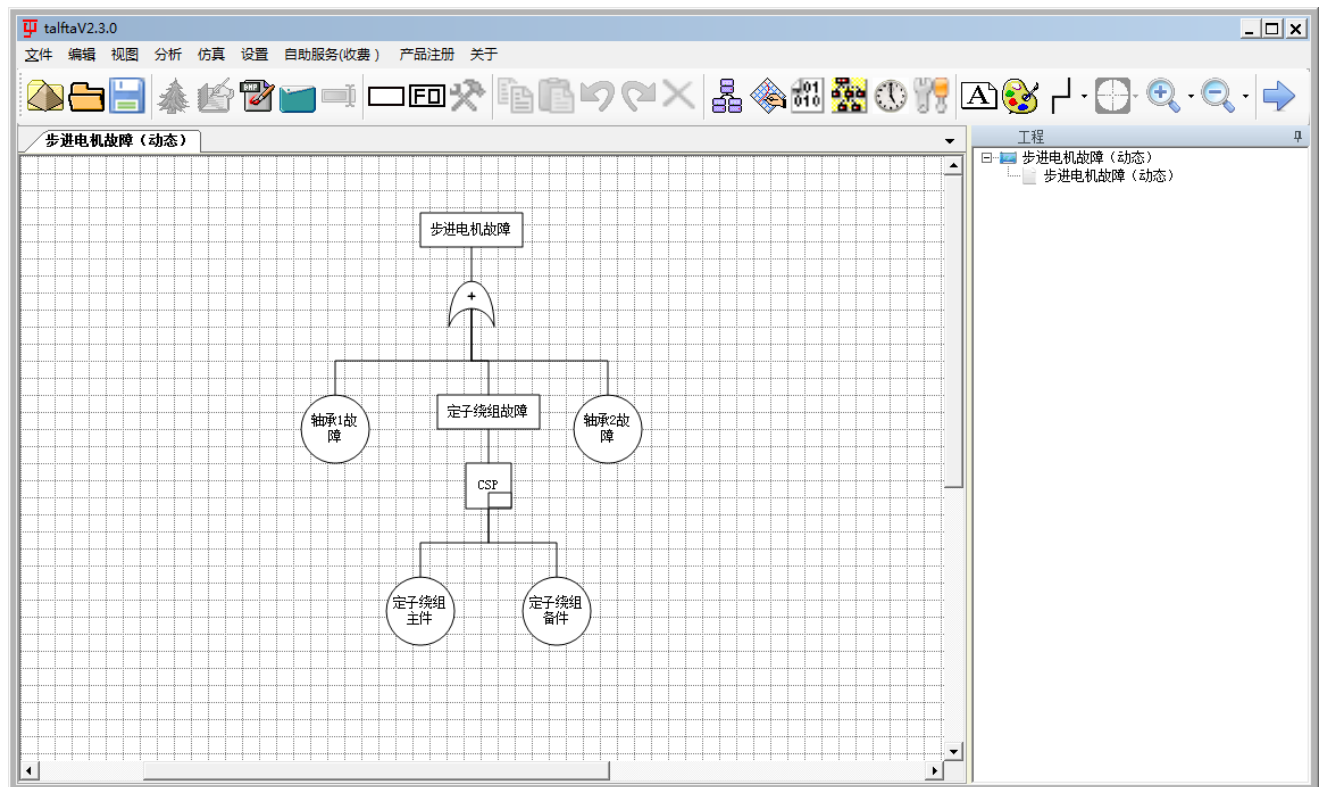 talftaV2.3.0
文件 编辑 视图 分析 仿真 设置 自助服务(收费) 产品注册 关于
FD
A
步进电机故障(动态)
工程
步进电机故障(动态)
步进电机故障(动态)
步进电机故障
+
轴承1故
障
定子绕组故障
轴承2故
障
CSP
定子绕组
主件
定子绕组
备件